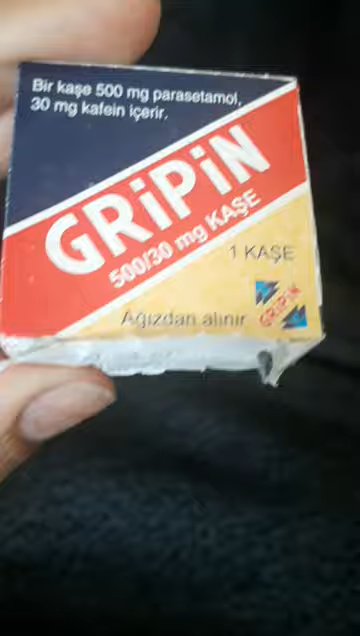 Bir kaşe 500 mg parasetamol,
30 mg kafein içerir.
GRiPiN
500/30 mg KAŞE
1 KAŞE
Ağızdan alınır
GRiPiN